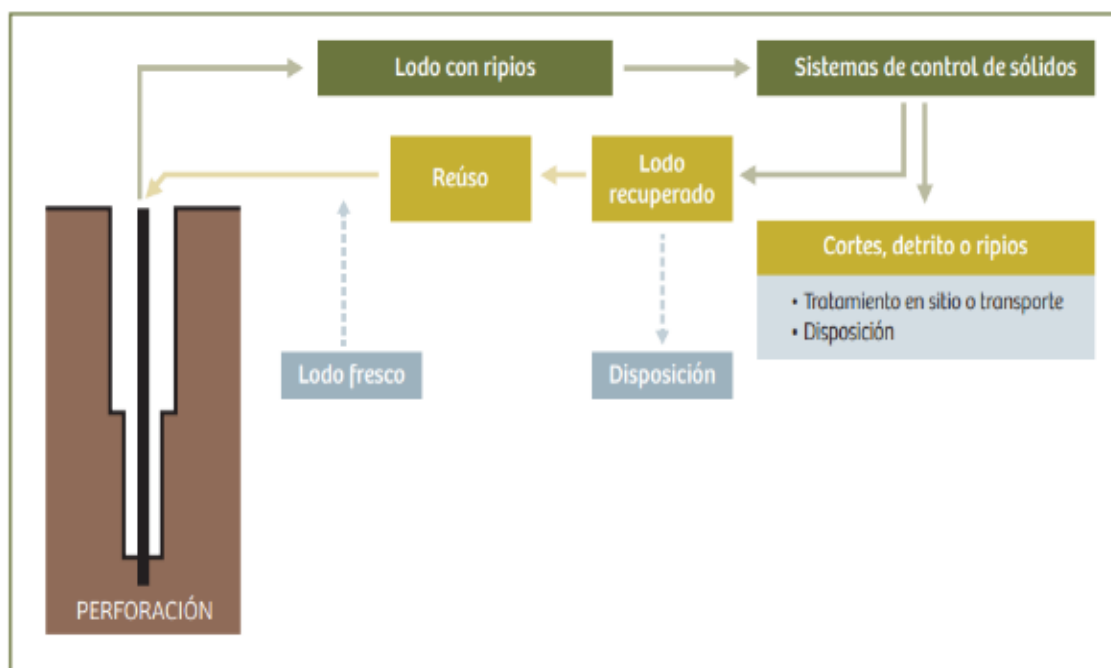 Lodo con ripios
Sistemas de control de sólidos
Reúso
Lodo
recuperado
Cortes, detrito o ripios
• Tratamiento en sitio o transporte
• Disposición
Lodo fresco
Disposición
PERFORACIÓN